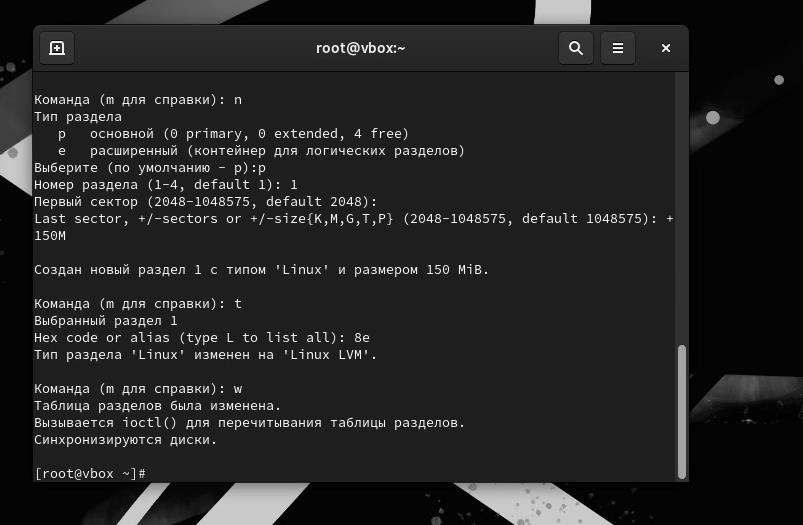 root@vbox:~
Команда (m для справки): n
Тип раздела
p основной (0 primary, 0 extended, 4 free)
e расширенный (контейнер для логических разделов)
Выберите (по умолчанию - p):p
Номер раздела (1-4, default 1): 1
Первый сектор (2048-1048575, default 2048):
Last sector, +/-sectors or +/-size{K,M,G,T,P} (2048-1048575, default 1048575): +
150M
Создан новый раздел 1 с типом 'Linux' и размером 150 MiB.
Команда (m для справки): t
Выбранный раздел 1
Hex code or alias (type L to list all): 8e
Тип раздела 'Linux' изменен на 'Linux LVM'.
Команда (m для справки): w
Таблица разделов была изменена.
Вызывается ioctl() для перечитывания таблицы разделов.
Синхронизируются диски.
[root@vbox ~]#